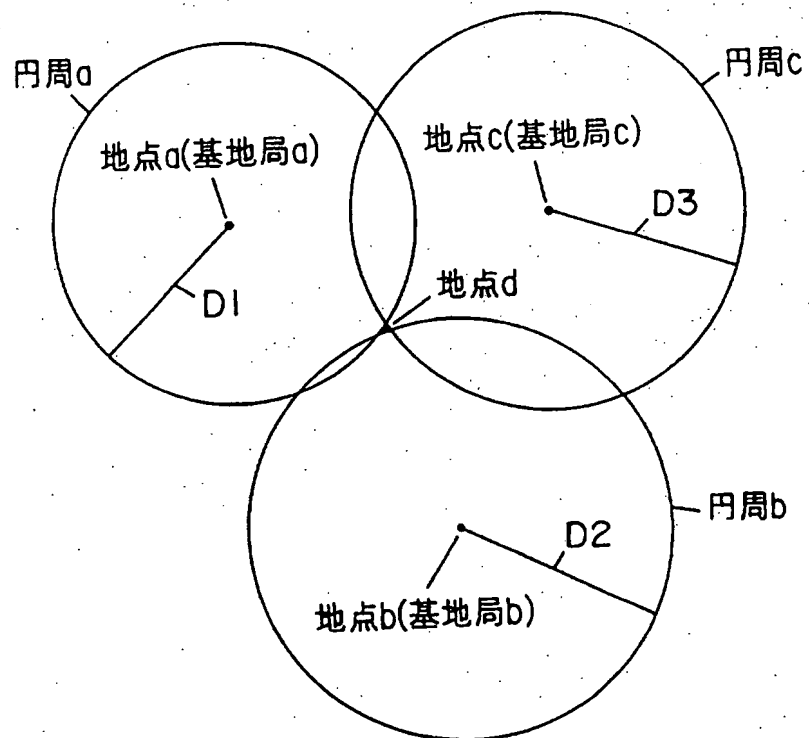 円周a
円周c
地点a(基地局a)
地点c(基地局c)
D3
D1
地点d
円周b
D2
地点b(基地局b)